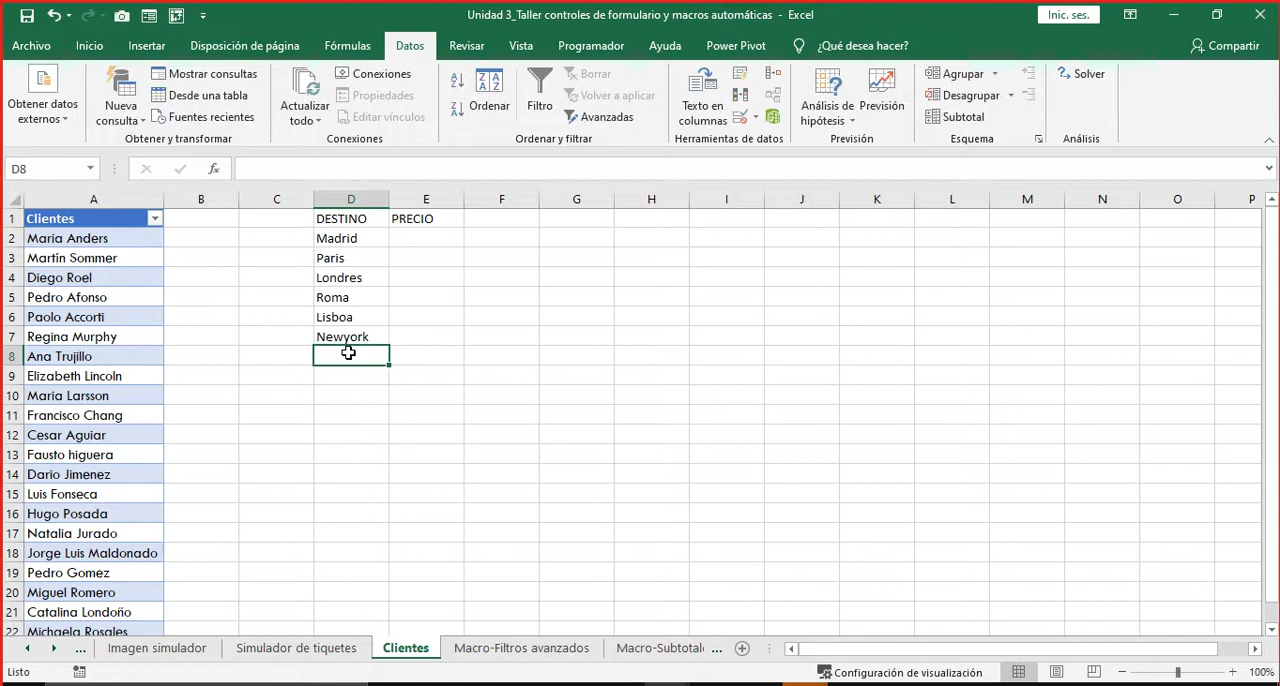 Unidad 3_Taller controles de formulario y macros automáticas - Excel
Inic. ses.
Archivo Inicio Insertar Disposición de página Fórmulas Datos Revisar Vista Programador Ayuda Power Pivot ¿Qué desea hacer? Compartir
Obtener datos externos
Nueva consulta
Mostrar consultas
Desde una tabla
Fuentes recientes
Obtener y transformar
Actualizar todo
Conexiones
Propiedades
Editar vínculos
Conexiones
Ordenar
Filtro
Borrar
Volver a aplicar
Avanzadas
Ordenar y filtrar
Texto en columnas
Herramientas de datos
Análisis de hipótesis
Previsión
Previsión
Agrupar
Desagrupar
Subtotal
Esquema
Solver
Análisis
D8 fx
A B C D E F G H I J K L M N O P
1 Clientes DESTINO PRECIO
2 Maria Anders Madrid
3 Martín Sommer Paris
4 Diego Roel Londres
5 Pedro Afonso Roma
6 Paolo Accorti Lisboa
7 Regina Murphy Newyork
8 Ana Trujillo
9 Elizabeth Lincoln
10 Maria Larsson
11 Francisco Chang
12 Cesar Aguiar
13 Fausto higuera
14 Dario Jimenez
15 Luis Fonseca
16 Hugo Posada
17 Natalia Jurado
18 Jorge Luis Maldonado
19 Pedro Gomez
20 Miguel Romero
21 Catalina Londoño
22 Michaela Rosales
... Imagen simulador Simulador de tiquetes Clientes Macro-Filtros avanzados Macro-Subtotale ...
Listo Configuración de visualización 100%